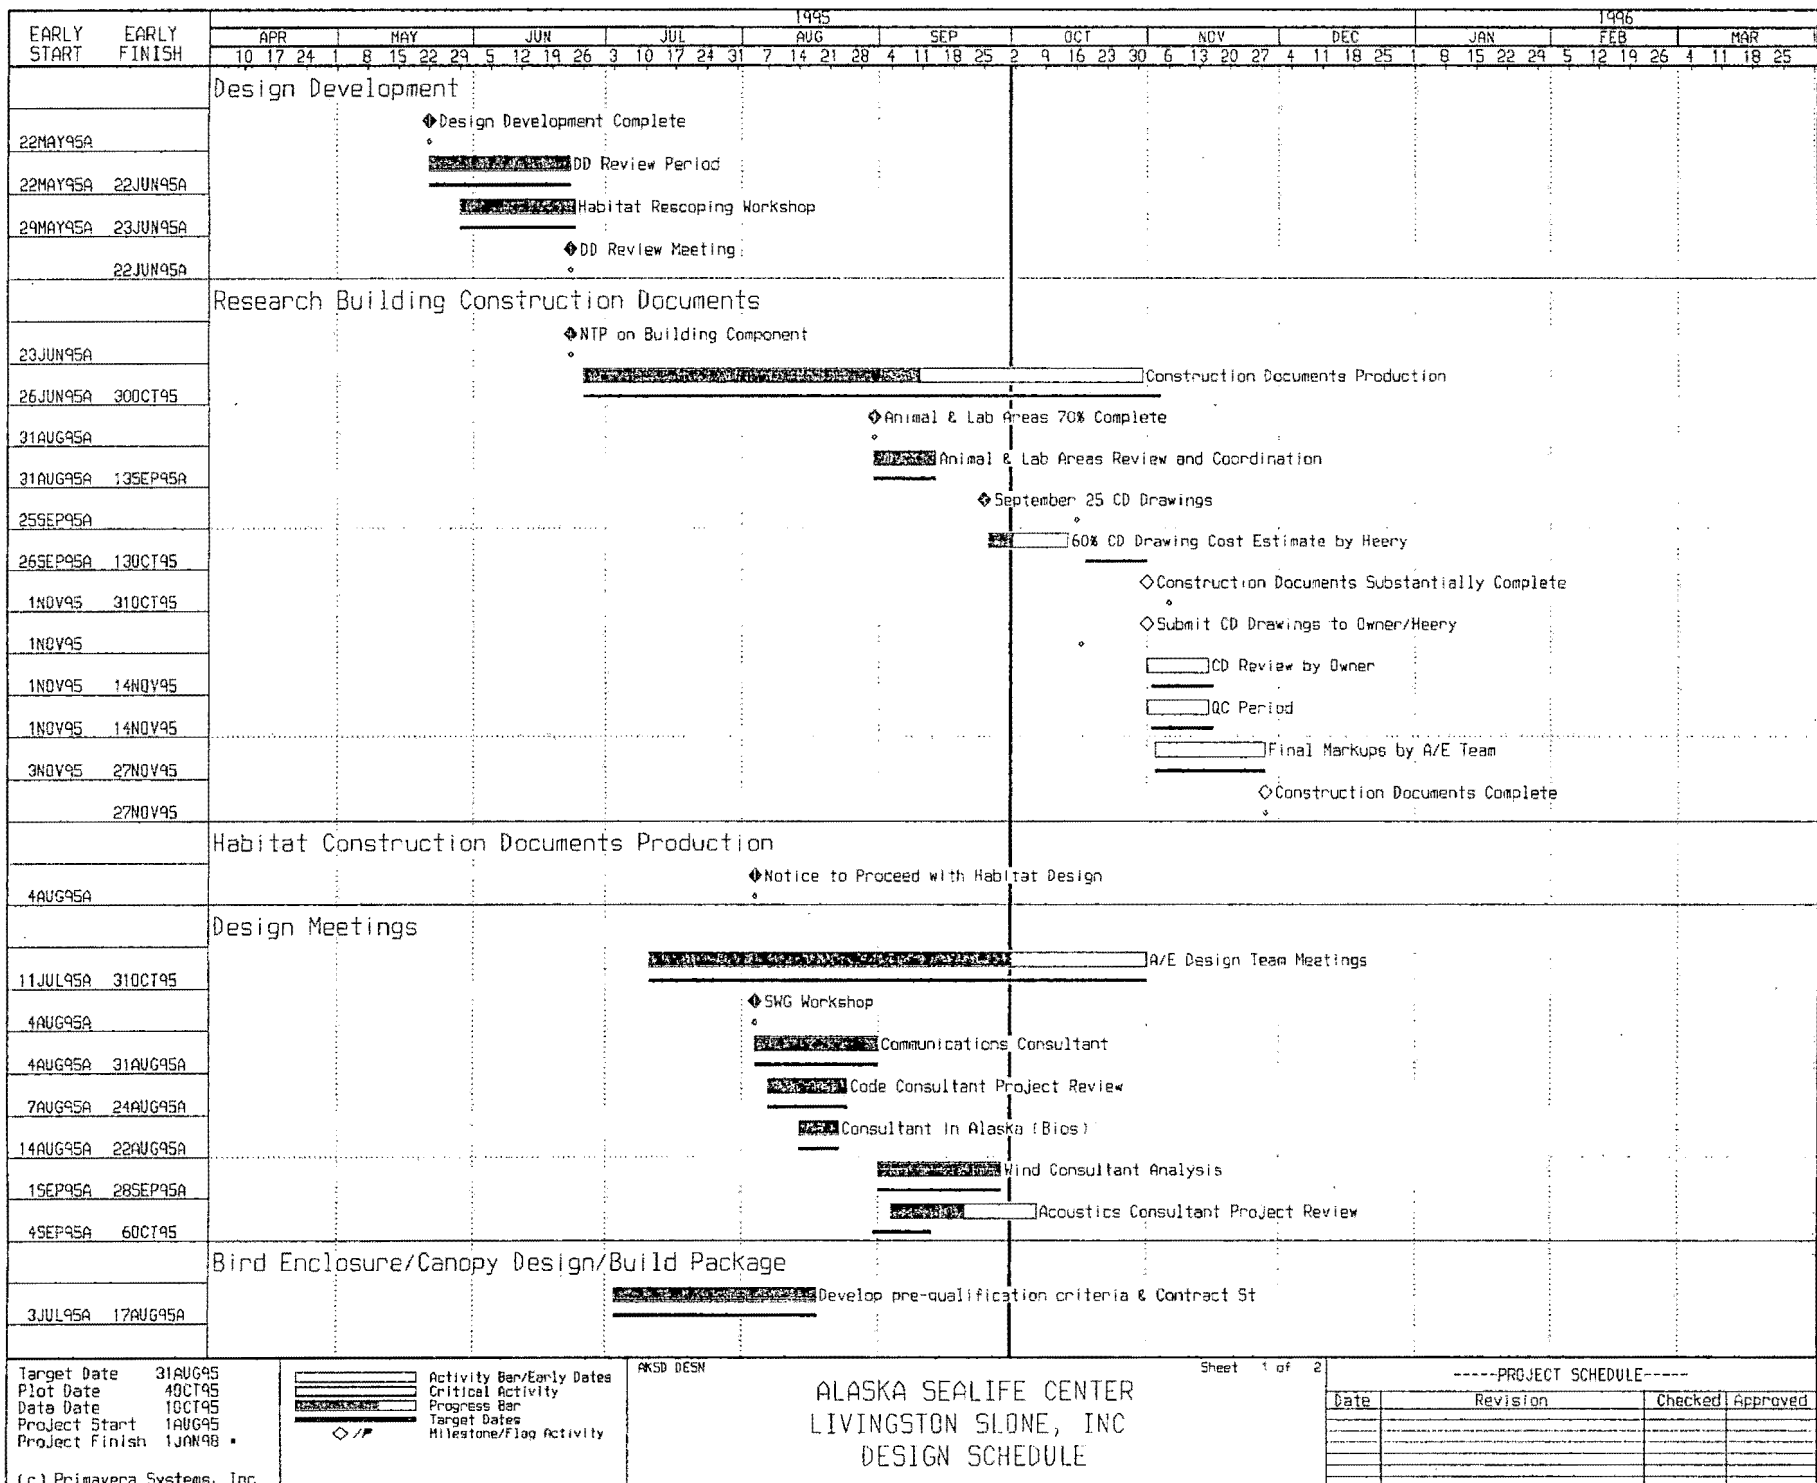 1995 1996
EARLY START EARLY FINISH
APR MAY JUN JUL AUG SEP OCT NOV DEC JAN FEB MAR
10 17 24 1 8 15 22 29 5 12 19 26 3 10 17 24 31 7 14 21 28 4 11 18 25 2 9 16 23 30 6 13 20 27 4 11 18 25 1 8 15 22 29 5 12 19 26 4 11 18 25
Design Development
Design Development Complete
22MAY95A
DD Review Period
22MAY95A 22JUN95A
Habitat Rescoping Workshop
29MAY95A 23JUN95A
DD Review Meeting
22JUN95A
Research Building Construction Documents
NTP on Building Component
23JUN95A
Construction Documents Production
26JUN95A 30OCT95
Animal & Lab Areas 70% Complete
31AUG95A
Animal & Lab Areas Review and Coordination
31AUG95A 13SEP95A
September 25 CD Drawings
25SEP95A
60% CD Drawing Cost Estimate by Heery
26SEP95A 13OCT95
Construction Documents Substantially Complete
1NOV95 31OCT95
Submit CD Drawings to Owner/Heery
1NOV95
CD Review by Owner
1NOV95 14NOV95
QC Period
1NOV95 14NOV95
Final Markups by A/E Team
3NOV95 27NOV95
Construction Documents Complete
27NOV95
Habitat Construction Documents Production
Notice to Proceed with Habitat Design
4AUG95A
Design Meetings
A/E Design Team Meetings
11JUL95A 31OCT95
SWG Workshop
4AUG95A
Communications Consultant
4AUG95A 31AUG95A
Code Consultant Project Review
7AUG95A 24AUG95A
Consultant in Alaska (Bios)
14AUG95A 22AUG95A
Wind Consultant Analysis
1SEP95A 28SEP95A
Acoustics Consultant Project Review
4SEP95A 6OCT95
Bird Enclosure/Canopy Design/Build Package
Develop pre-qualification criteria & Contract St
3JUL95A 17AUG95A
Target Date 31AUG95
Plot Date 4OCT95
Data Date 1OCT95
Project Start 1AUG95
Project Finish 1JAN98
(c) Primavera Systems, Inc
Activity Bar/Early Dates
Critical Activity
Progress Bar
Target Dates
Milestone/Flag Activity
AKSD DESN
Sheet 1 of 2
ALASKA SEALIFE CENTER
LIVINGSTON SLONE, INC
DESIGN SCHEDULE
-----PROJECT SCHEDULE-----
Date Revision Checked Approved